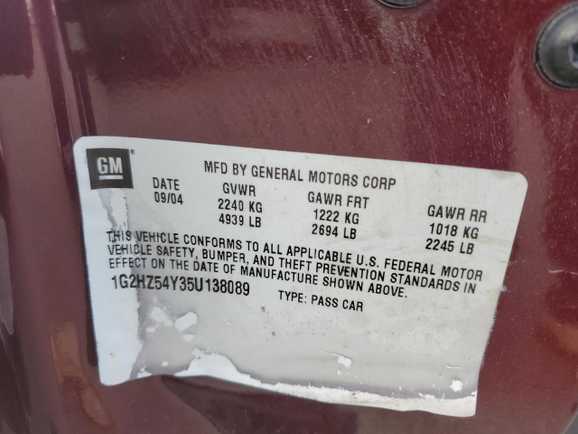 GM
MFD BY GENERAL MOTORS CORP
DATE GVWR GAWR FRT GAWR RR
09/04 2240 KG 1222 KG 1018 KG
4939 LB 2694 LB 2245 LB
THIS VEHICLE CONFORMS TO ALL APPLICABLE U.S. FEDERAL MOTOR
VEHICLE SAFETY, BUMPER, AND THEFT PREVENTION STANDARDS IN
EFFECT ON THE DATE OF MANUFACTURE SHOWN ABOVE.
1G2HZ54Y35U138089 TYPE: PASS CAR